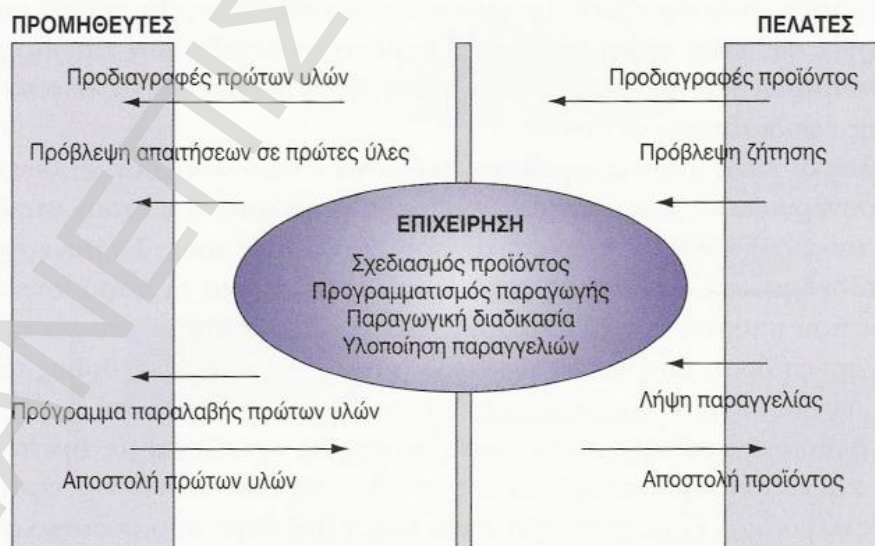 ΠΡΟΜΗΘΕΥΤΕΣ
ΠΕΛΑΤΕΣ
Προδιαγραφές πρώτων υλών
Προδιαγραφές προϊόντος
Πρόβλεψη απαιτήσεων σε πρώτες ύλες
Πρόβλεψη ζήτησης
ΕΠΙΧΕΙΡΗΣΗ
Σχεδιασμός προϊόντος
Προγραμματισμός παραγωγής
Παραγωγική διαδικασία
Υλοποίηση παραγγελιών
Πρόγραμμα παραλαβής πρώτων υλών
Λήψη παραγγελίας
Αποστολή πρώτων υλών
Αποστολή προϊόντος